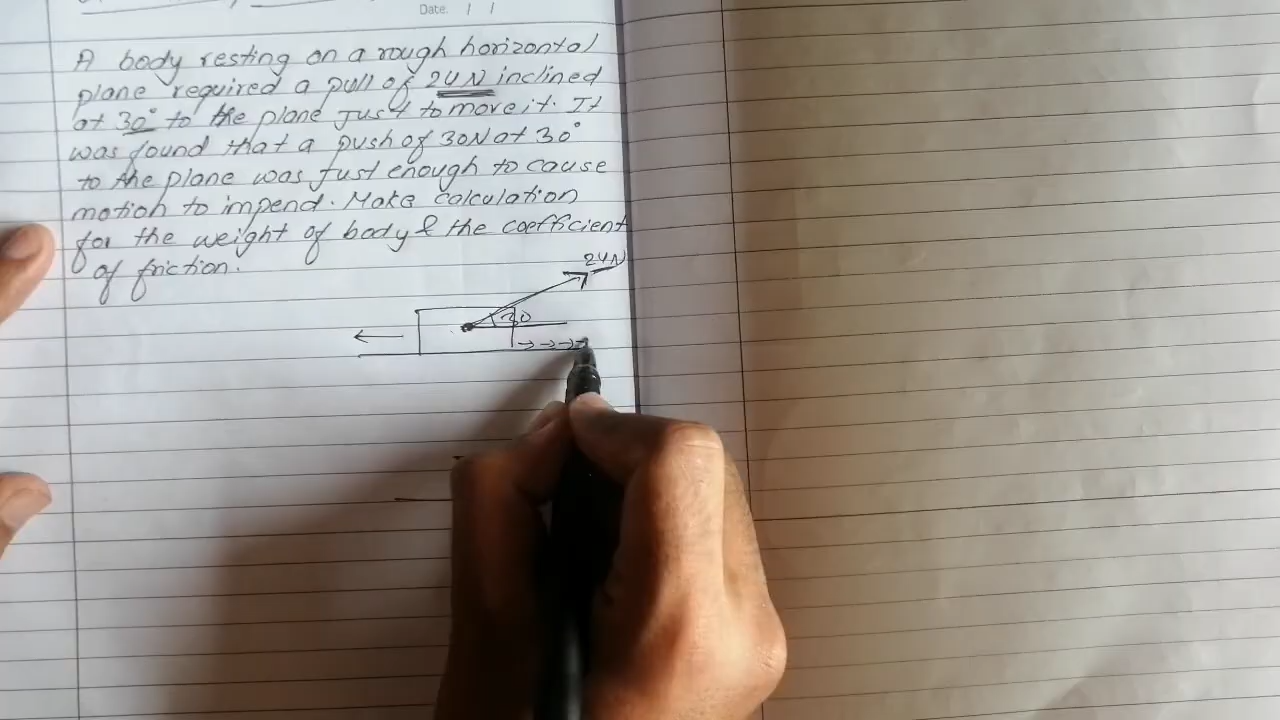 Date. / /
A body resting on a rough horizontal
plane required a pull of 24N inclined
at 30° to the plane Just to move it. It
was found that a push of 30N at 30°
to the plane was just enough to cause
motion to impend. Make calculation
for the weight of body & the coefficient
of friction.
24N
30